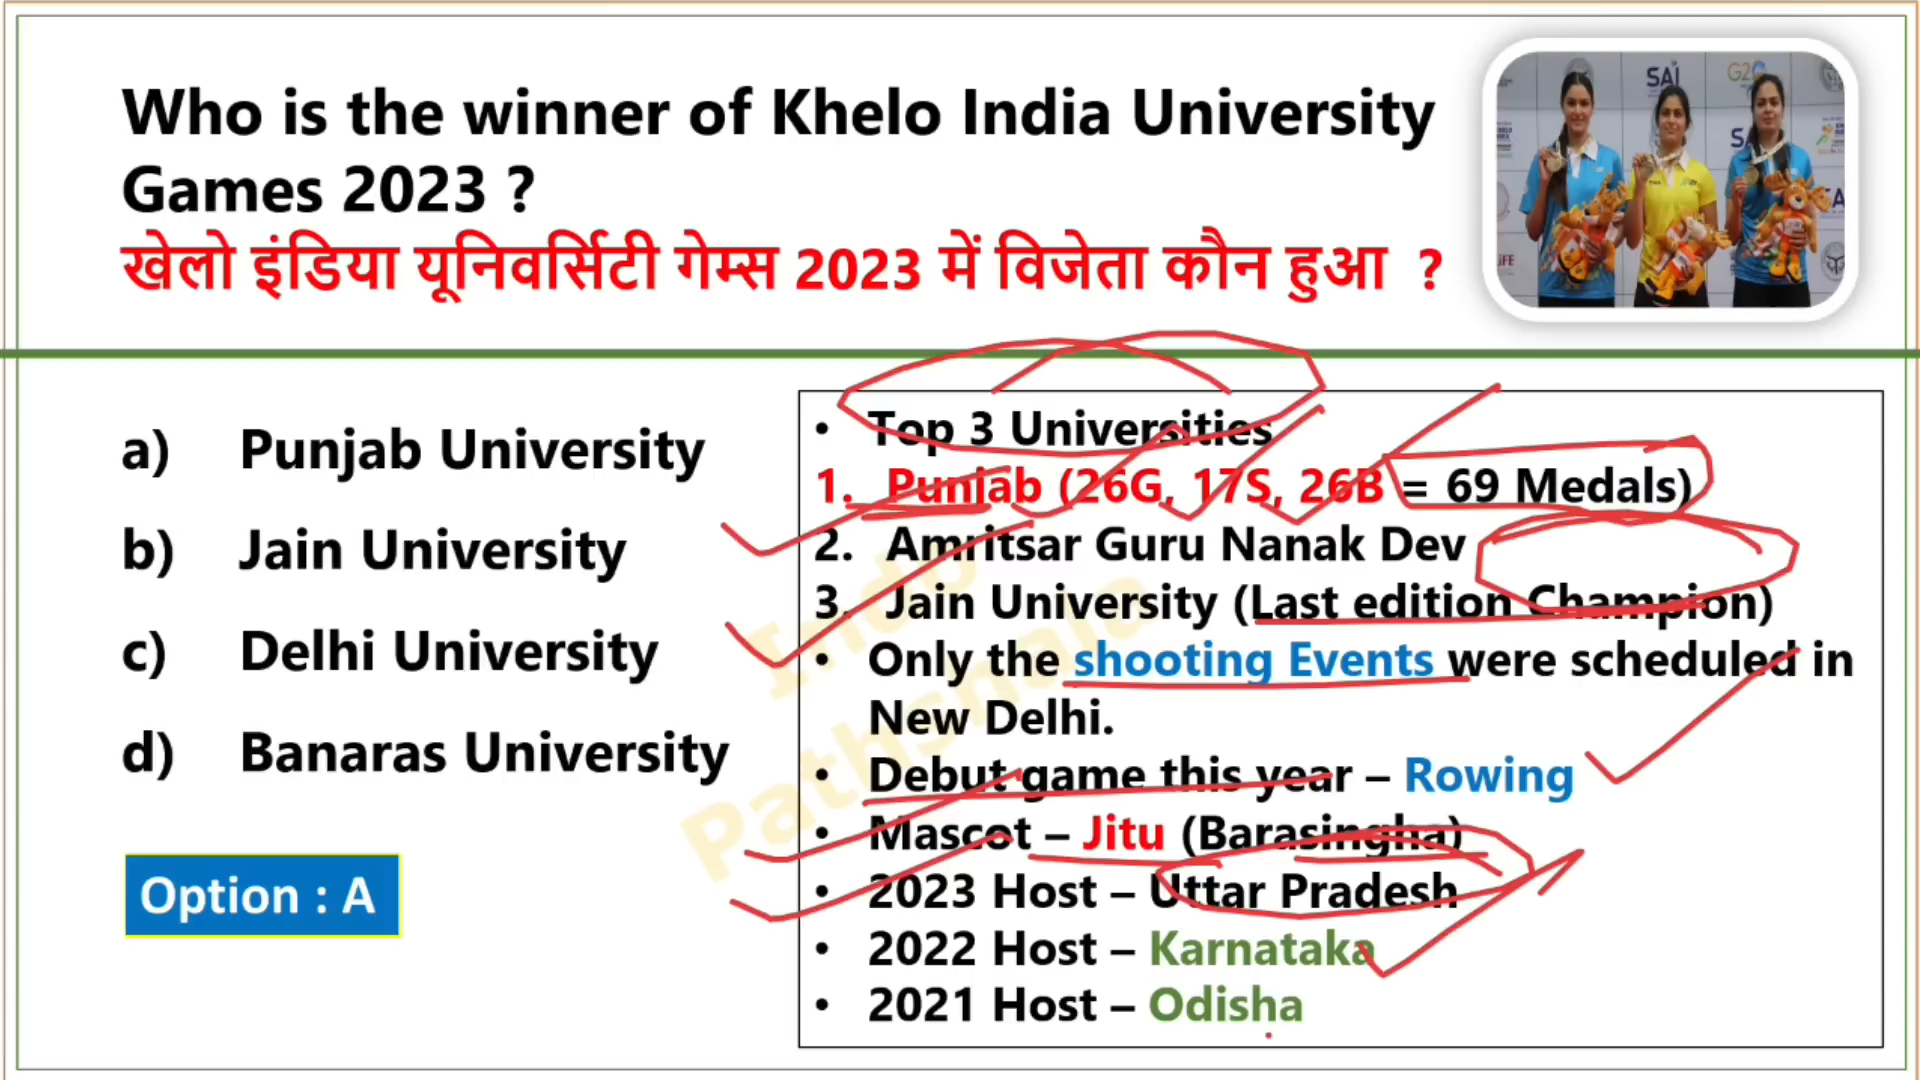 Who is the winner of Khelo India University
Games 2023 ?
खेलो इंडिया यूनिवर्सिटी गेम्स 2023 में विजेता कौन हुआ ?
SAI
G20
a) Punjab University
b) Jain University
c) Delhi University
d) Banaras University
Option : A
• Top 3 Universities
1. Punjab (26G, 17S, 26B = 69 Medals)
2. Amritsar Guru Nanak Dev
3. Jain University (Last edition Champion)
• Only the shooting Events were scheduled in
New Delhi.
• Debut game this year – Rowing
• Mascot – Jitu (Barasingha)
• 2023 Host – Uttar Pradesh
• 2022 Host – Karnataka
• 2021 Host – Odisha
Pathshala